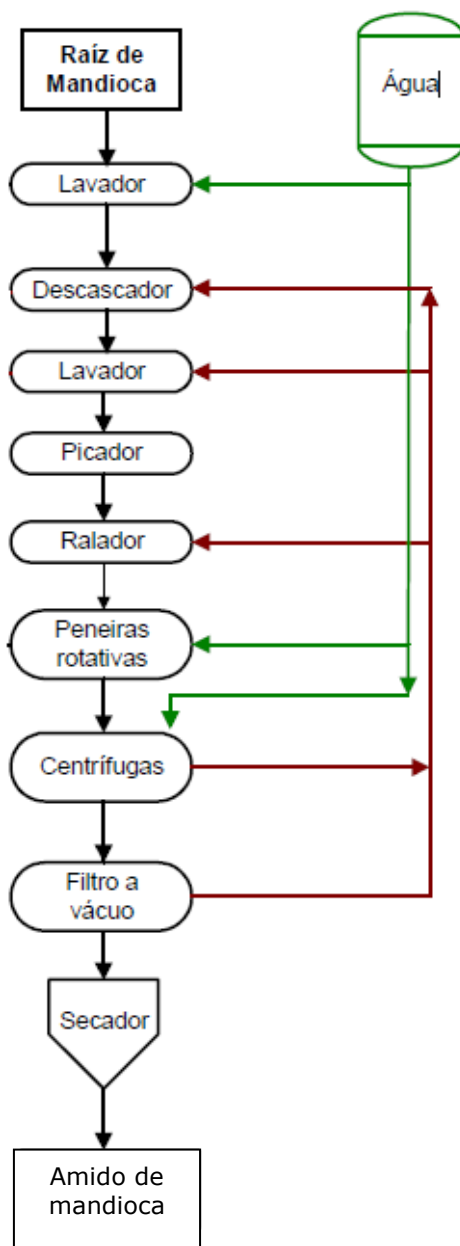 Raíz de
Mandioca
Água
Lavador
Descascador
Lavador
Picador
Ralador
Peneiras
rotativas
Centrífugas
Filtro a
vácuo
Secador
Amido de
mandioca